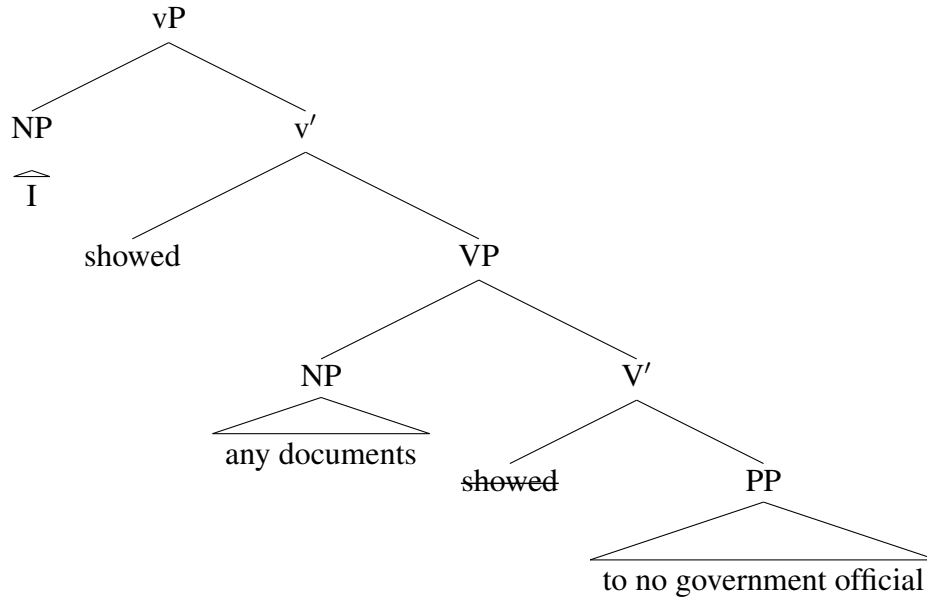 vP
NP v′
I
showed VP
NP V′
any documents
showed PP
to no government official